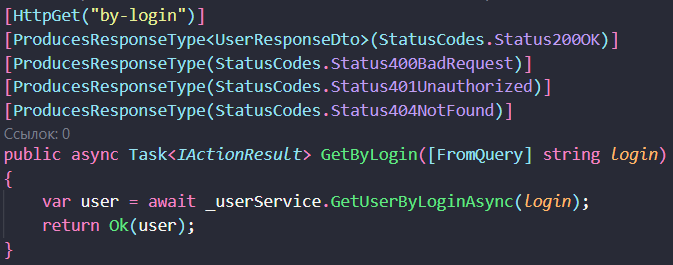 [HttpGet("by-login")]
[ProducesResponseType<UserResponseDto>(StatusCodes.Status200OK)]
[ProducesResponseType(StatusCodes.Status400BadRequest)]
[ProducesResponseType(StatusCodes.Status401Unauthorized)]
[ProducesResponseType(StatusCodes.Status404NotFound)]
Ссылок: 0
public async Task<IActionResult> GetByLogin([FromQuery] string login)
{
    var user = await _userService.GetUserByLoginAsync(login);
    return Ok(user);
}